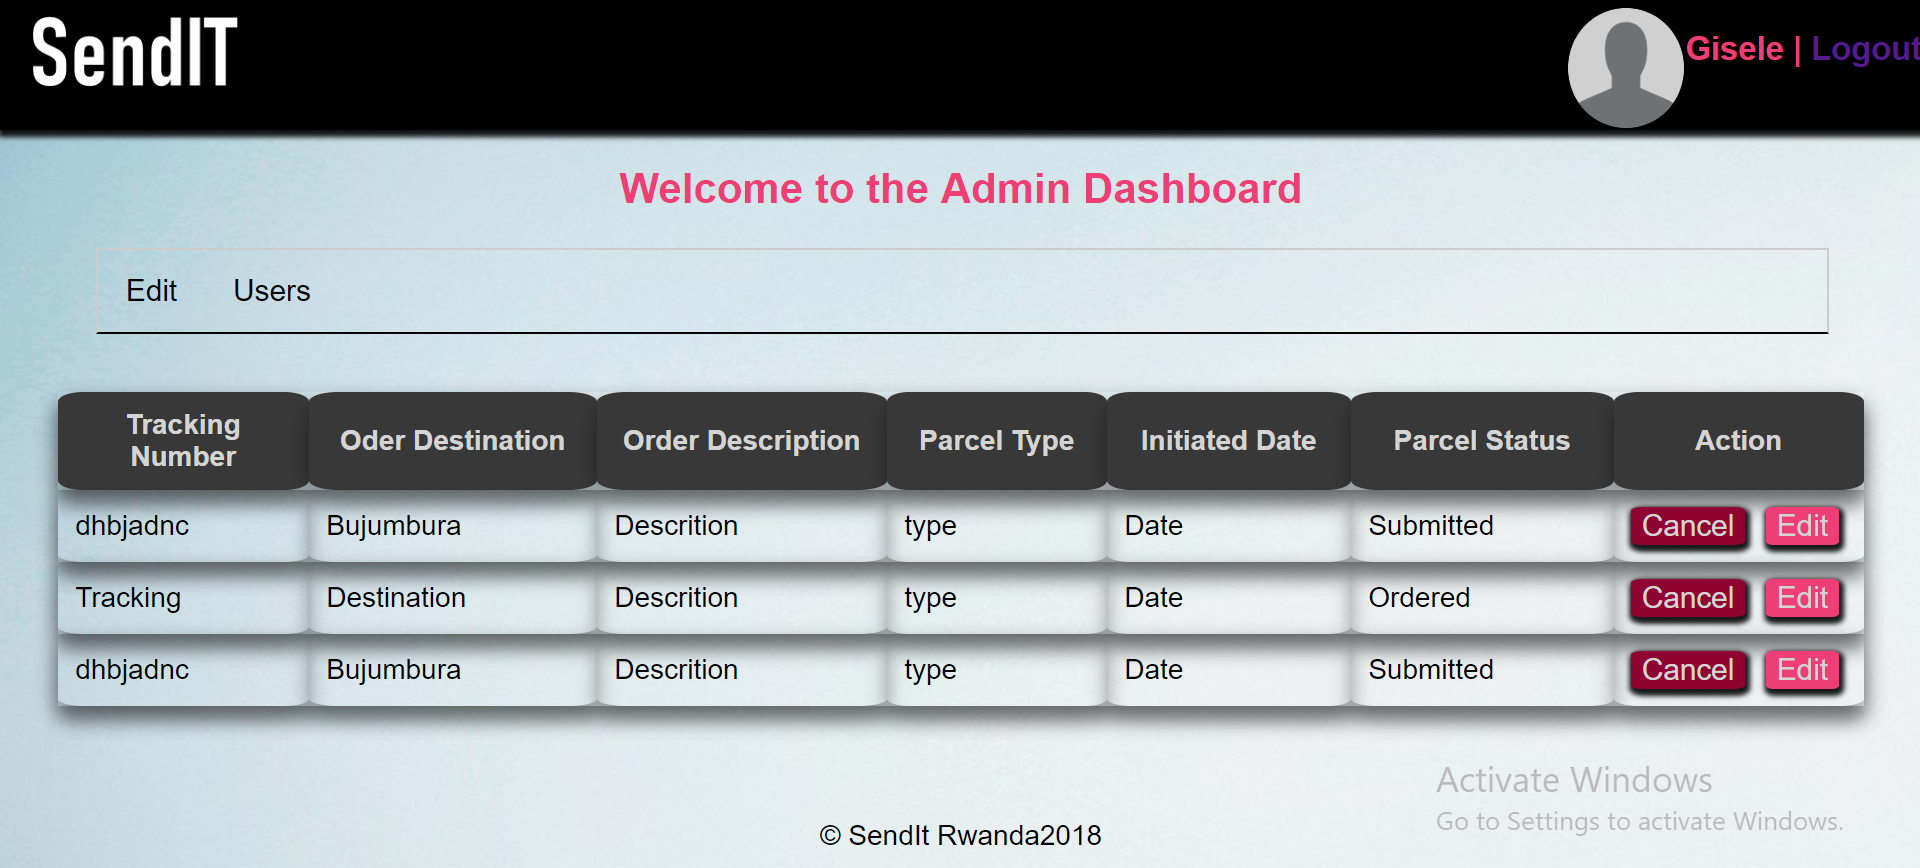 SendIT
Gisele | Logout
Welcome to the Admin Dashboard
Edit Users
Tracking Number Oder Destination Order Description Parcel Type Initiated Date Parcel Status Action
dhbjadnc Bujumbura Descrition type Date Submitted Cancel Edit
Tracking Destination Descrition type Date Ordered Cancel Edit
dhbjadnc Bujumbura Descrition type Date Submitted Cancel Edit
Activate Windows
Go to Settings to activate Windows.
© SendIt Rwanda2018